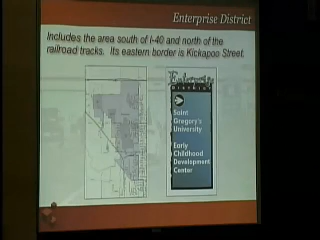 Enterprise District
Includes the area south of I-40 and north of the
railroad tracks. Its eastern border is Kickapoo Street.
DISTRICT
Saint
Gregory's
University
Early
Childhood
Development
Center